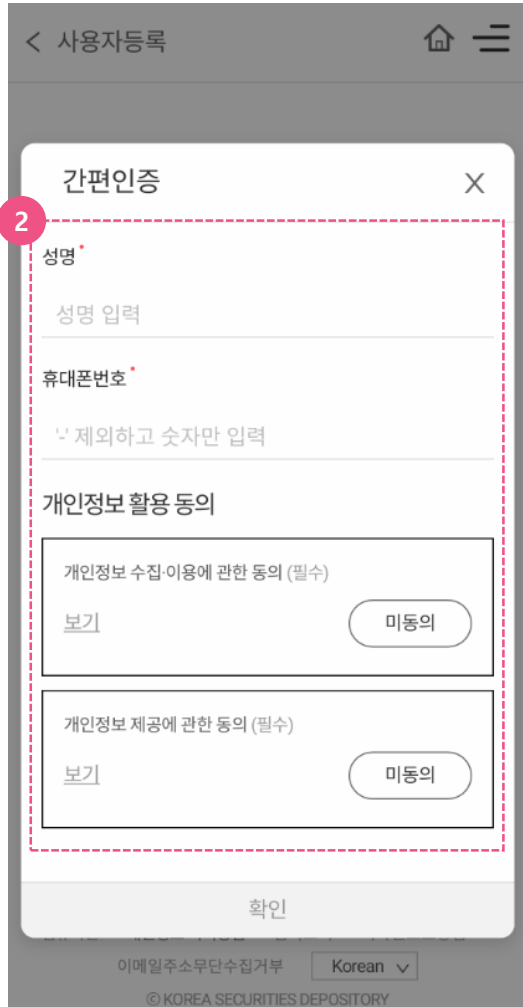 < 사용자등록
간편인증 X
2
성명*
성명 입력
휴대폰번호*
'-' 제외하고 숫자만 입력
개인정보 활용 동의
개인정보 수집·이용에 관한 동의 (필수)
보기 미동의
개인정보 제공에 관한 동의 (필수)
보기 미동의
확인
이메일주소무단수집거부 Korean
© KOREA SECURITIES DEPOSITORY